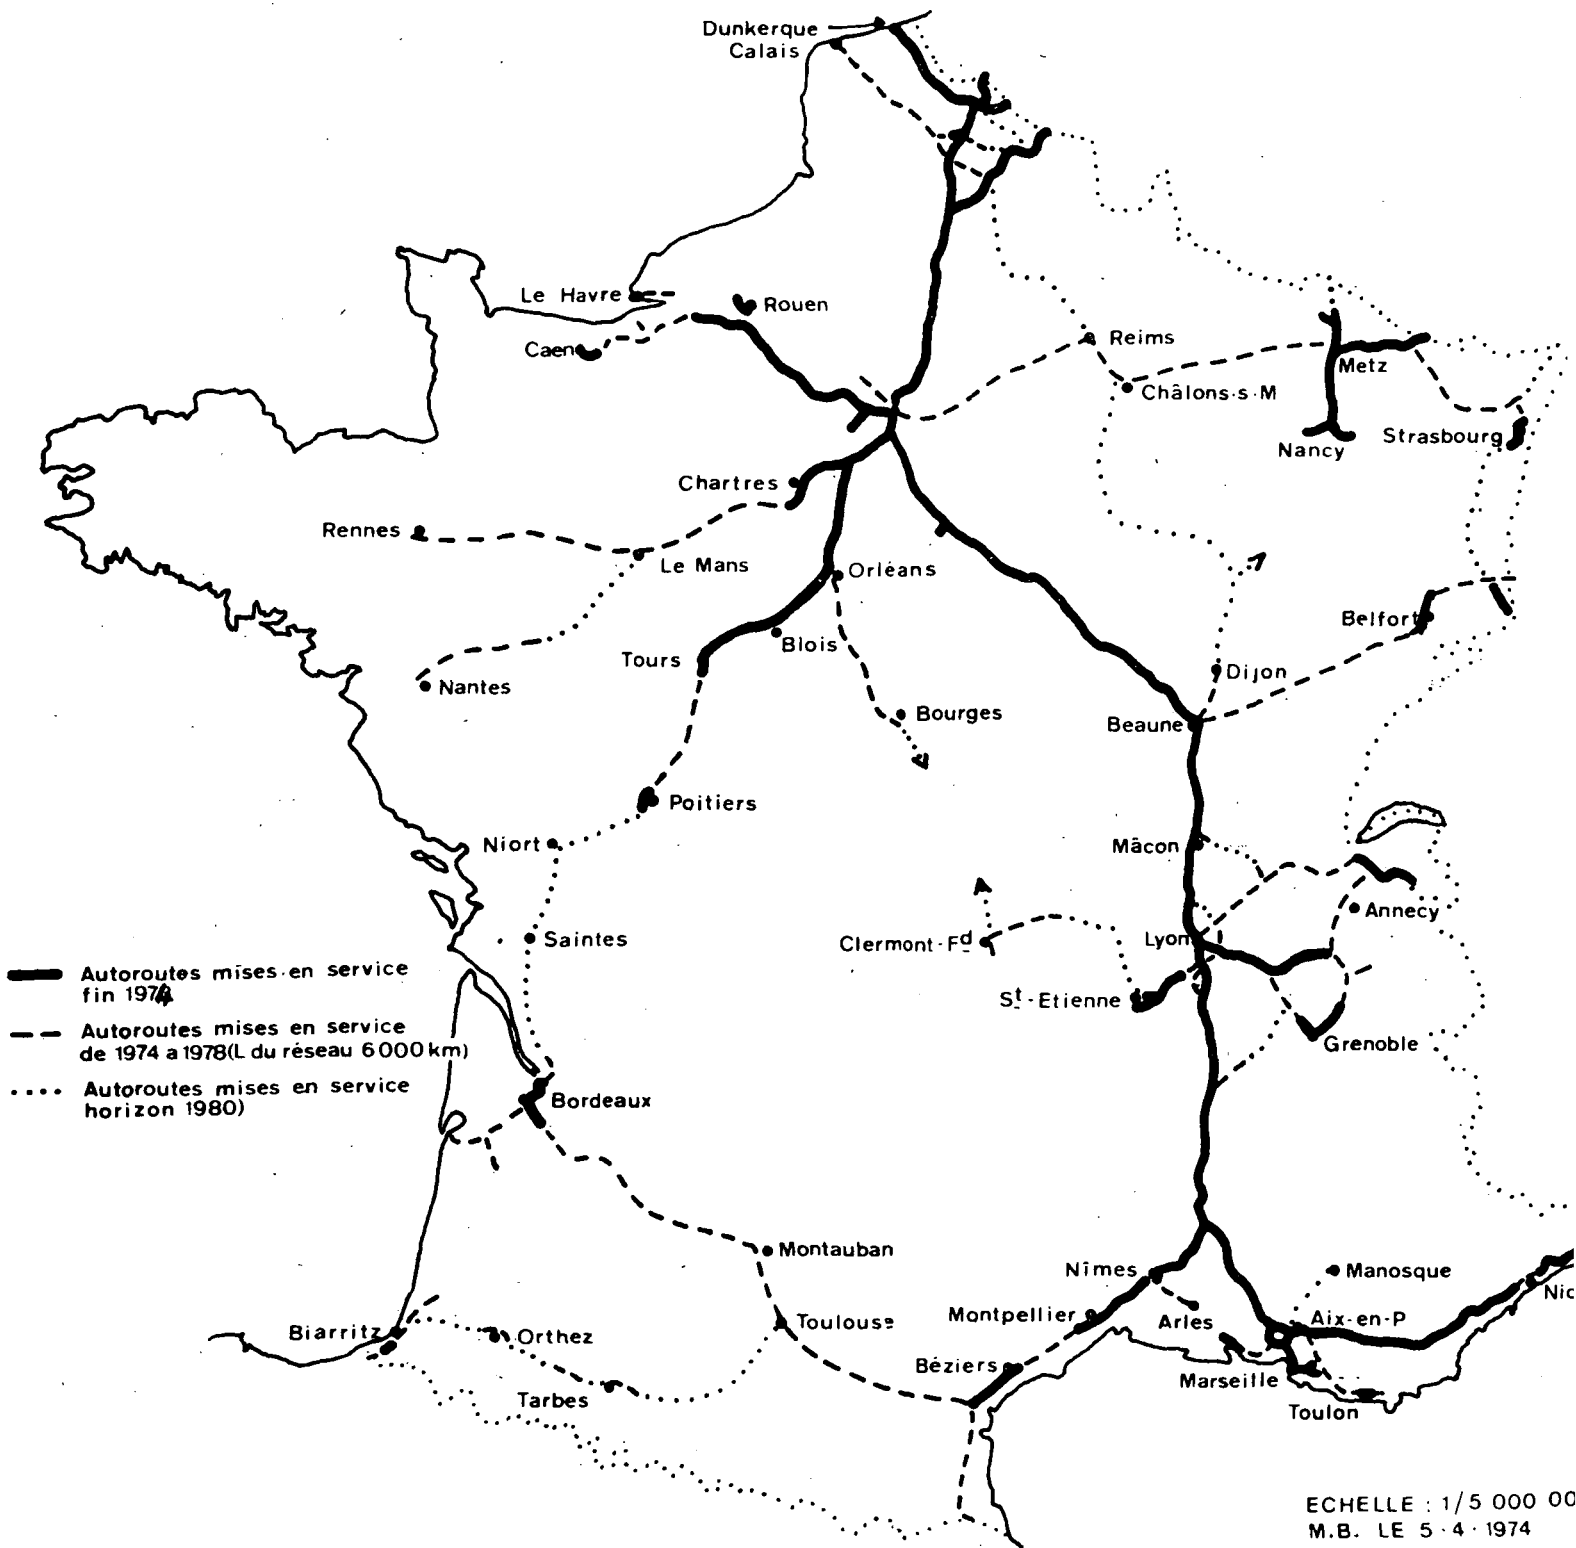 Dunkerque
Calais
Le Havre
Rouen
Caen
Reims
Châlons·s·M
Metz
Nancy
Strasbourg
Chartres
Rennes
Le Mans
Orléans
Blois
Tours
Nantes
Bourges
Belfort
Dijon
Beaune
Poitiers
Niort
Mâcon
Annecy
Saintes
Clermont-Fd
Lyon
St-Etienne
Grenoble
Autoroutes mises en service
fin
Autoroutes mises en service
de 1974 a 1978(L du réseau 6000 km)
Autoroutes mises en service
horizon 1980)
Bordeaux
Montauban
Nîmes
Manosque
Nic
Montpellier
Arles
Aix-en-P
Biarritz
Orthez
Toulouse
Béziers
Tarbes
Marseille
Toulon
ECHELLE : 1/5 000 00
M.B. LE 5·4·1974